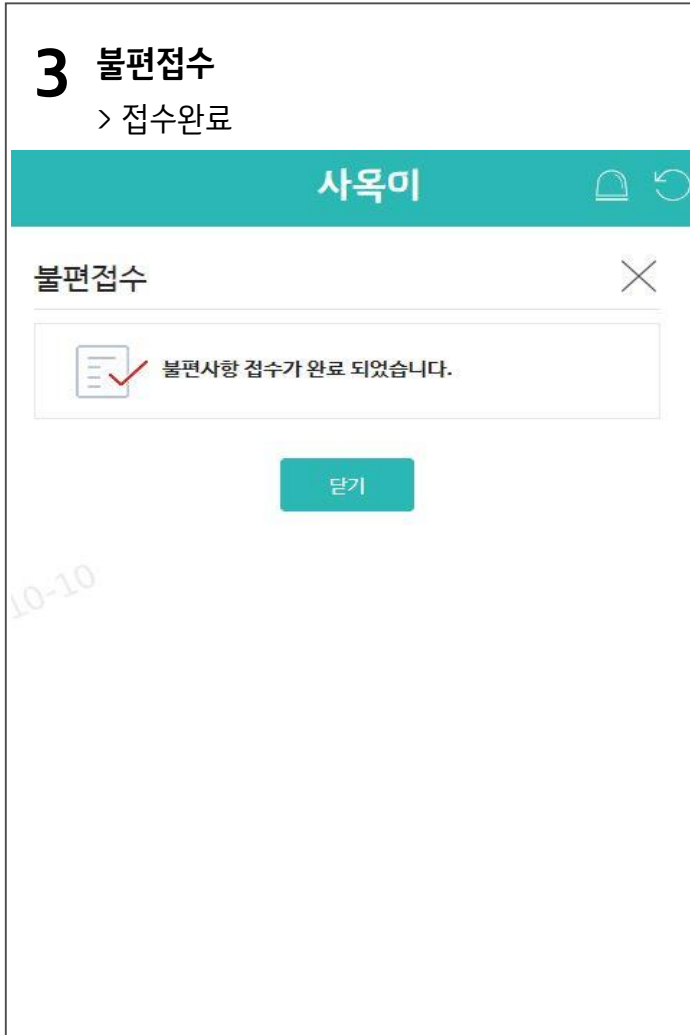 3 불편접수
> 접수완료
사옥이
불편접수
불편사항 접수가 완료 되었습니다.
닫기
10-10